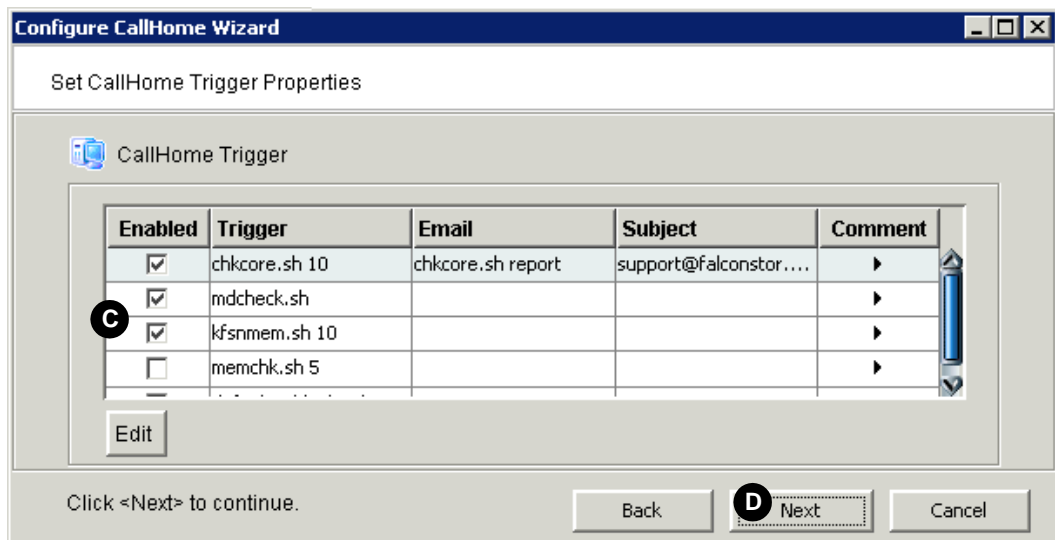 Configure CallHome Wizard
Set CallHome Trigger Properties
CallHome Trigger
Enabled Trigger Email Subject Comment
chkcore.sh 10 chkcore.sh report support@falconstor....
mdcheck.sh
C
kfsnmem.sh 10
memchk.sh 5
Edit
Click <Next> to continue.
Back D Next Cancel